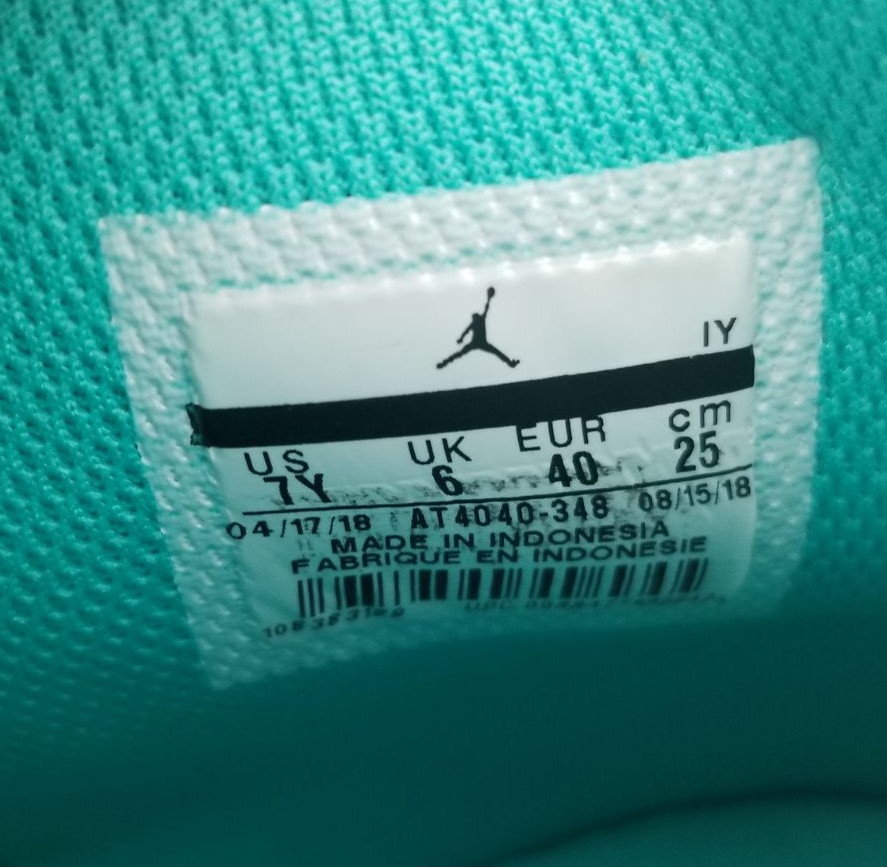 IY
US UK EUR cm
7Y 6 40 25
04/17/18 AT4040-348 08/15/18
MADE IN INDONESIA
FABRIQUE EN INDONESIE
UPC